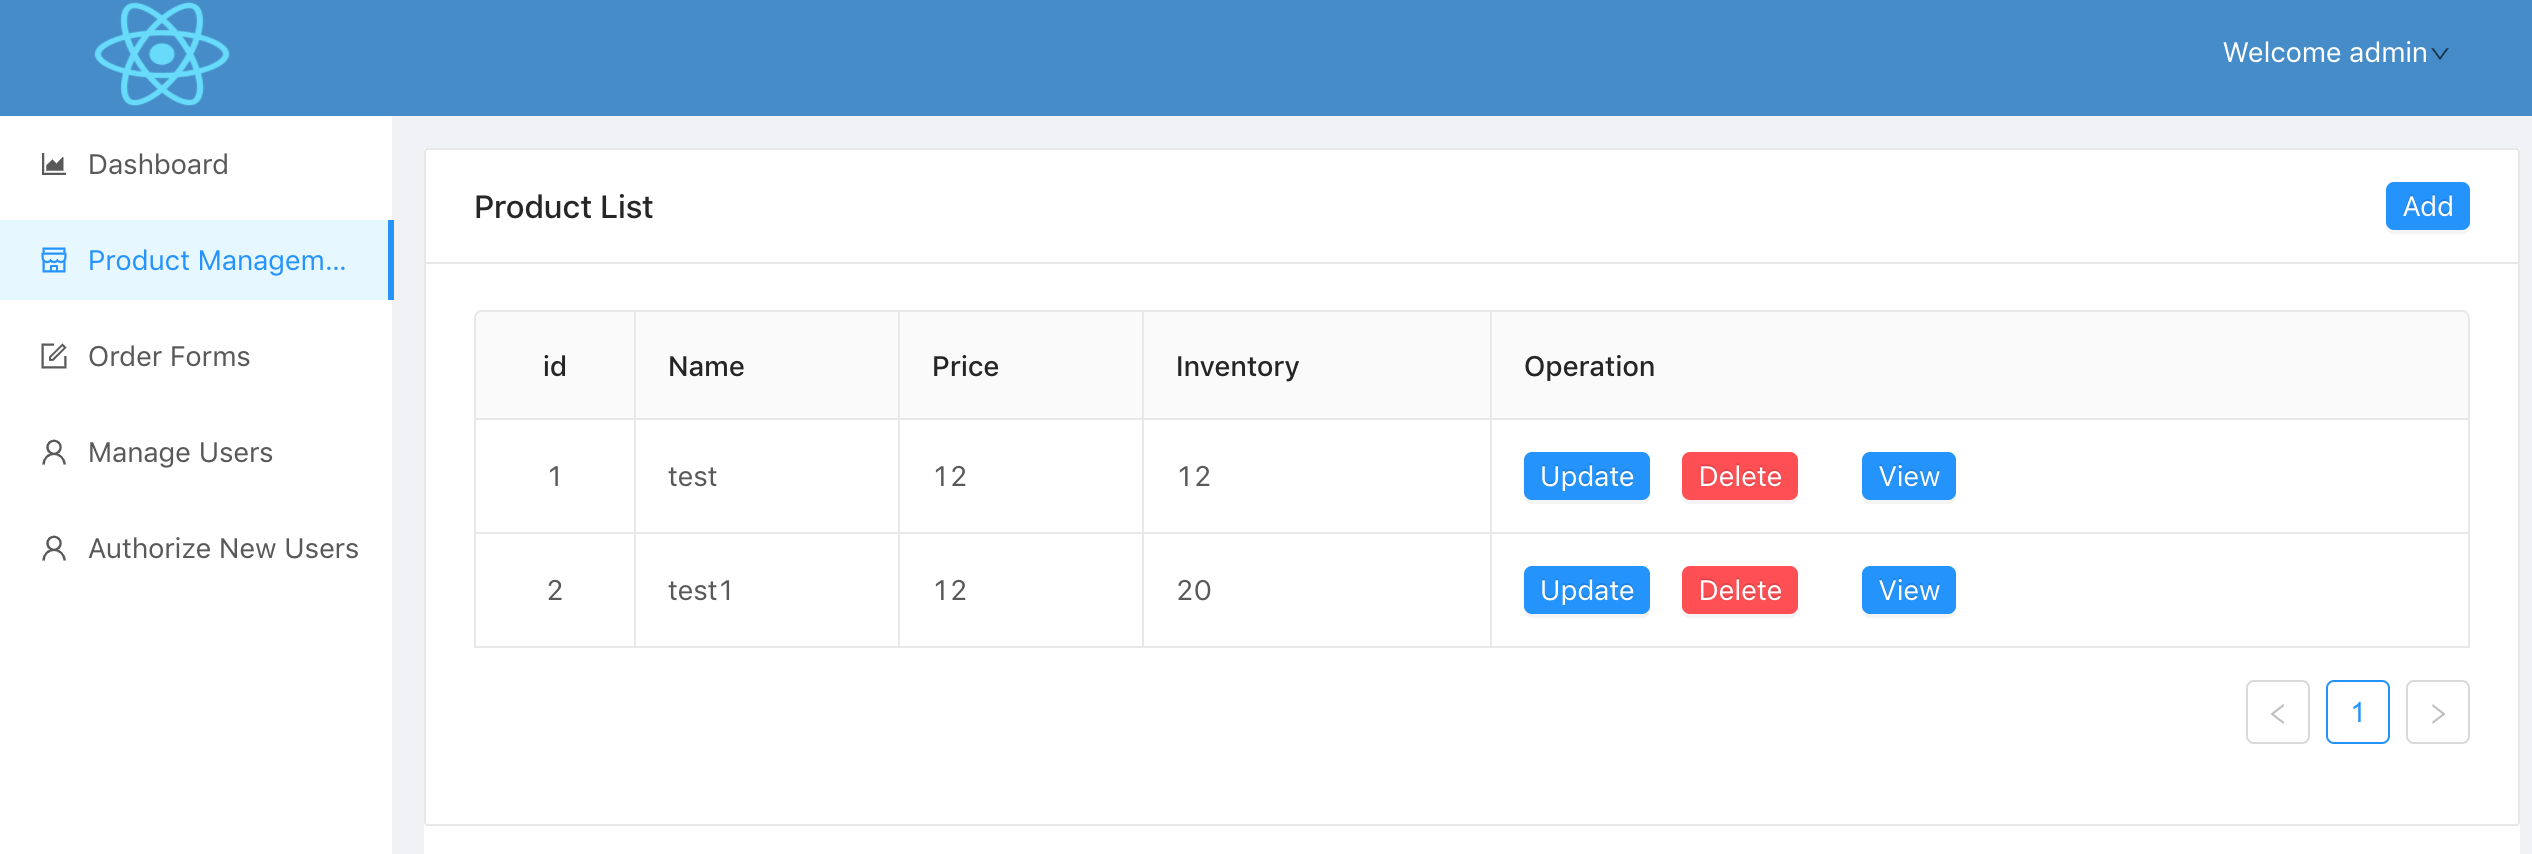 Welcome admin
Dashboard
Product Managem...
Order Forms
Manage Users
Authorize New Users
Product List
Add
id Name Price Inventory Operation
1 test 12 12 Update Delete View
2 test1 12 20 Update Delete View
< 1 >